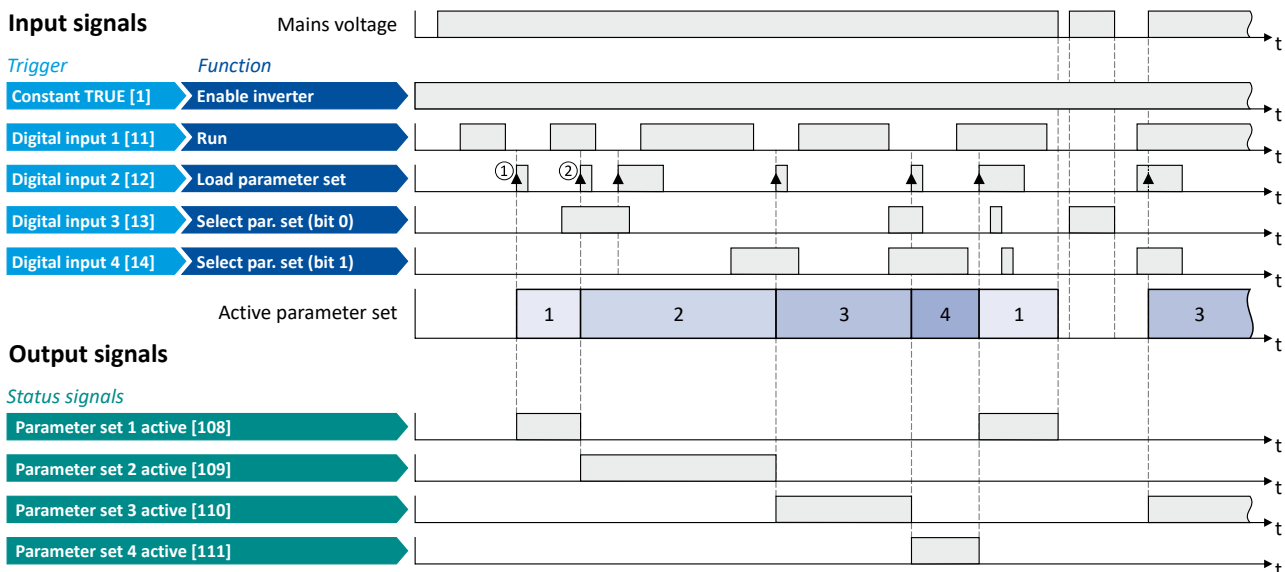 Input signals
Mains voltage
t
Trigger
Function
Constant TRUE [1]
Enable inverter
t
Digital input 1 [11]
Run
t
Digital input 2 [12]
Load parameter set
① ②
t
Digital input 3 [13]
Select par. set (bit 0)
t
Digital input 4 [14]
Select par. set (bit 1)
t
Active parameter set
1 2 3 4 1 3
t
Output signals
Status signals
Parameter set 1 active [108]
t
Parameter set 2 active [109]
t
Parameter set 3 active [110]
t
Parameter set 4 active [111]
t